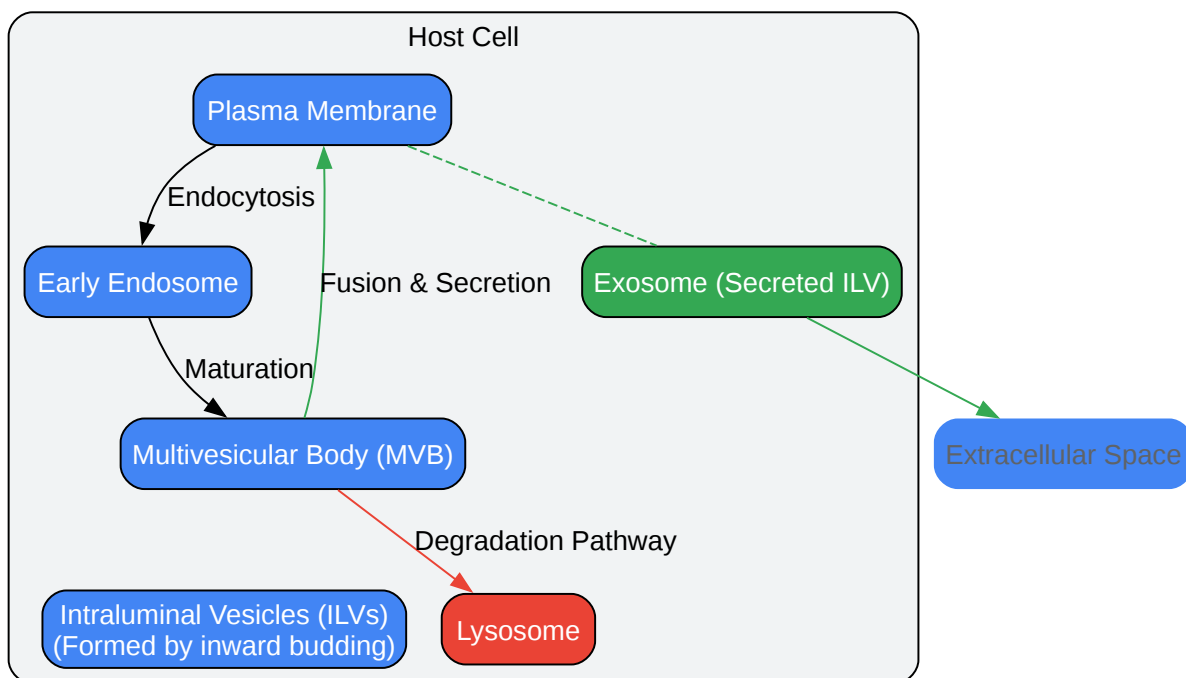 Host Cell
Plasma Membrane
Endocytosis
Early Endosome
Fusion & Secretion
Exosome (Secreted ILV)
Maturation
Multivesicular Body (MVB)
Extracellular Space
Degradation Pathway
Intraluminal Vesicles (ILVs)
(Formed by inward budding)
Lysosome